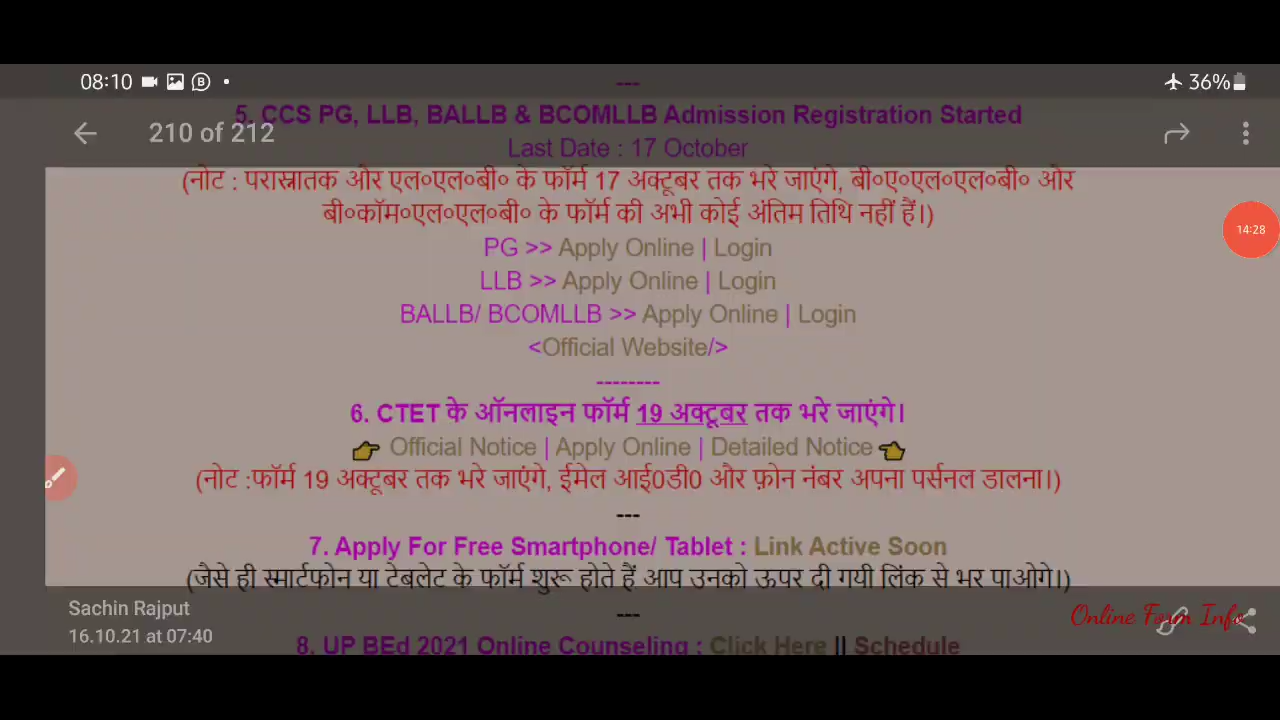 08:10
36%
---
5. CCS PG, LLB, BALLB & BCOMLLB Admission Registration Started
210 of 212
Last Date : 17 October
(नोट : परास्नातक और एल०एल०बी० के फॉर्म 17 अक्टूबर तक भरे जाएंगे, बी०ए०एल०एल०बी० और
बी०कॉम०एल०एल०बी० के फॉर्म की अभी कोई अंतिम तिथि नहीं हैं।)
14:28
PG >> Apply Online | Login
LLB >> Apply Online | Login
BALLB/ BCOMLLB >> Apply Online | Login
<Official Website/>
--------
6. CTET के ऑनलाइन फॉर्म 19 अक्टूबर तक भरे जाएंगे।
👉 Official Notice | Apply Online | Detailed Notice 👈
(नोट :फॉर्म 19 अक्टूबर तक भरे जाएंगे, ईमेल आई0डी0 और फ़ोन नंबर अपना पर्सनल डालना।)
---
7. Apply For Free Smartphone/ Tablet : Link Active Soon
(जैसे ही स्मार्टफोन या टेबलेट के फॉर्म शुरू होते हैं आप उनको ऊपर दी गयी लिंक से भर पाओगे।)
Sachin Rajput
---
Online Form Info
16.10.21 at 07:40
8. UP BEd 2021 Online Counseling : Click Here || Schedule